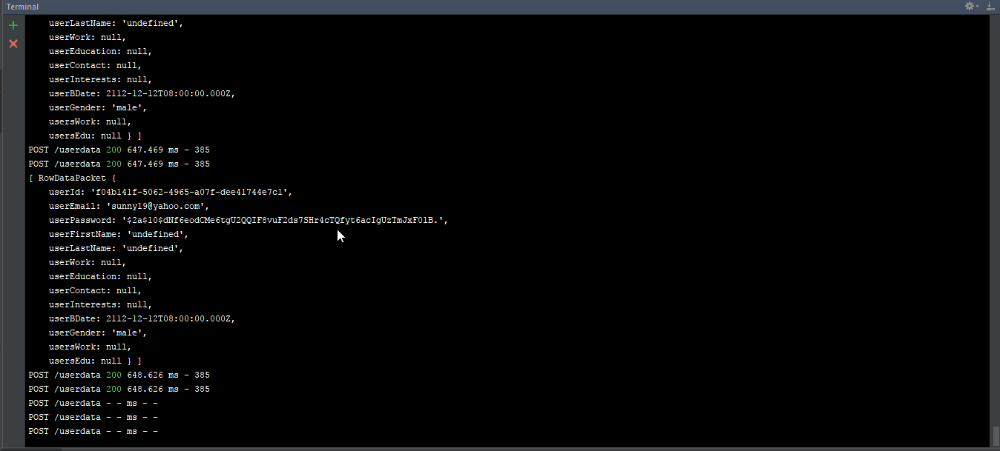 Terminal
userLastName: 'undefined',
userWork: null,
userEducation: null,
userContact: null,
userInterests: null,
userBDate: 2112-12-12T08:00:00.000Z,
userGender: 'male',
usersWork: null,
usersEdu: null } ]
POST /userdata 200 647.469 ms - 385
POST /userdata 200 647.469 ms - 385
[ RowDataPacket {
userId: 'f04b141f-5062-4965-a07f-dee41744e7c1',
userEmail: 'sunny19@yahoo.com',
userPassword: '$2a$10$dNf6eodCMe6tgU2QQIF8vuF2ds7SHr4cTQfyt6acIgUzTmJxF0lB.',
userFirstName: 'undefined',
userLastName: 'undefined',
userWork: null,
userEducation: null,
userContact: null,
userInterests: null,
userBDate: 2112-12-12T08:00:00.000Z,
userGender: 'male',
usersWork: null,
usersEdu: null } ]
POST /userdata 200 648.626 ms - 385
POST /userdata 200 648.626 ms - 385
POST /userdata - - ms - -
POST /userdata - - ms - -
POST /userdata - - ms - -